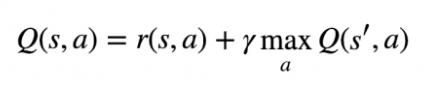 Q(s, a) = r(s, a) + γ max Q(s′, a)
a